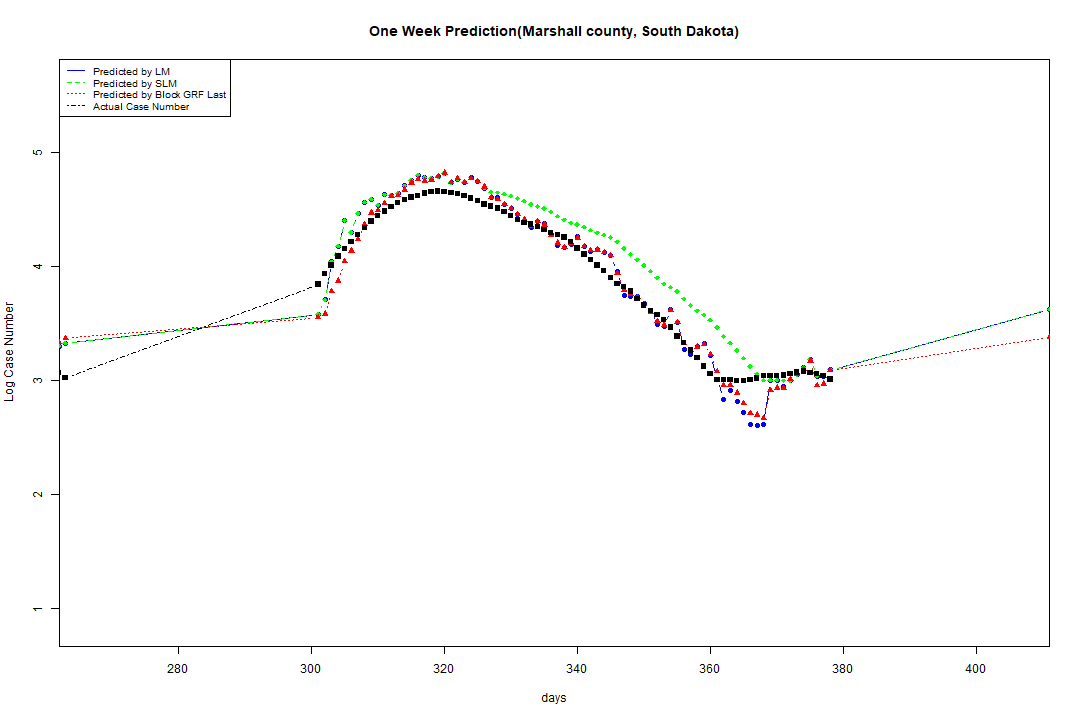 One Week Prediction(Marshall county, South Dakota)
Predicted by LM
Predicted by SLM
Predicted by Block GRF Last
Actual Case Number
5
4
3
2
1
Log Case Number
280 300 320 340 360 380 400
days